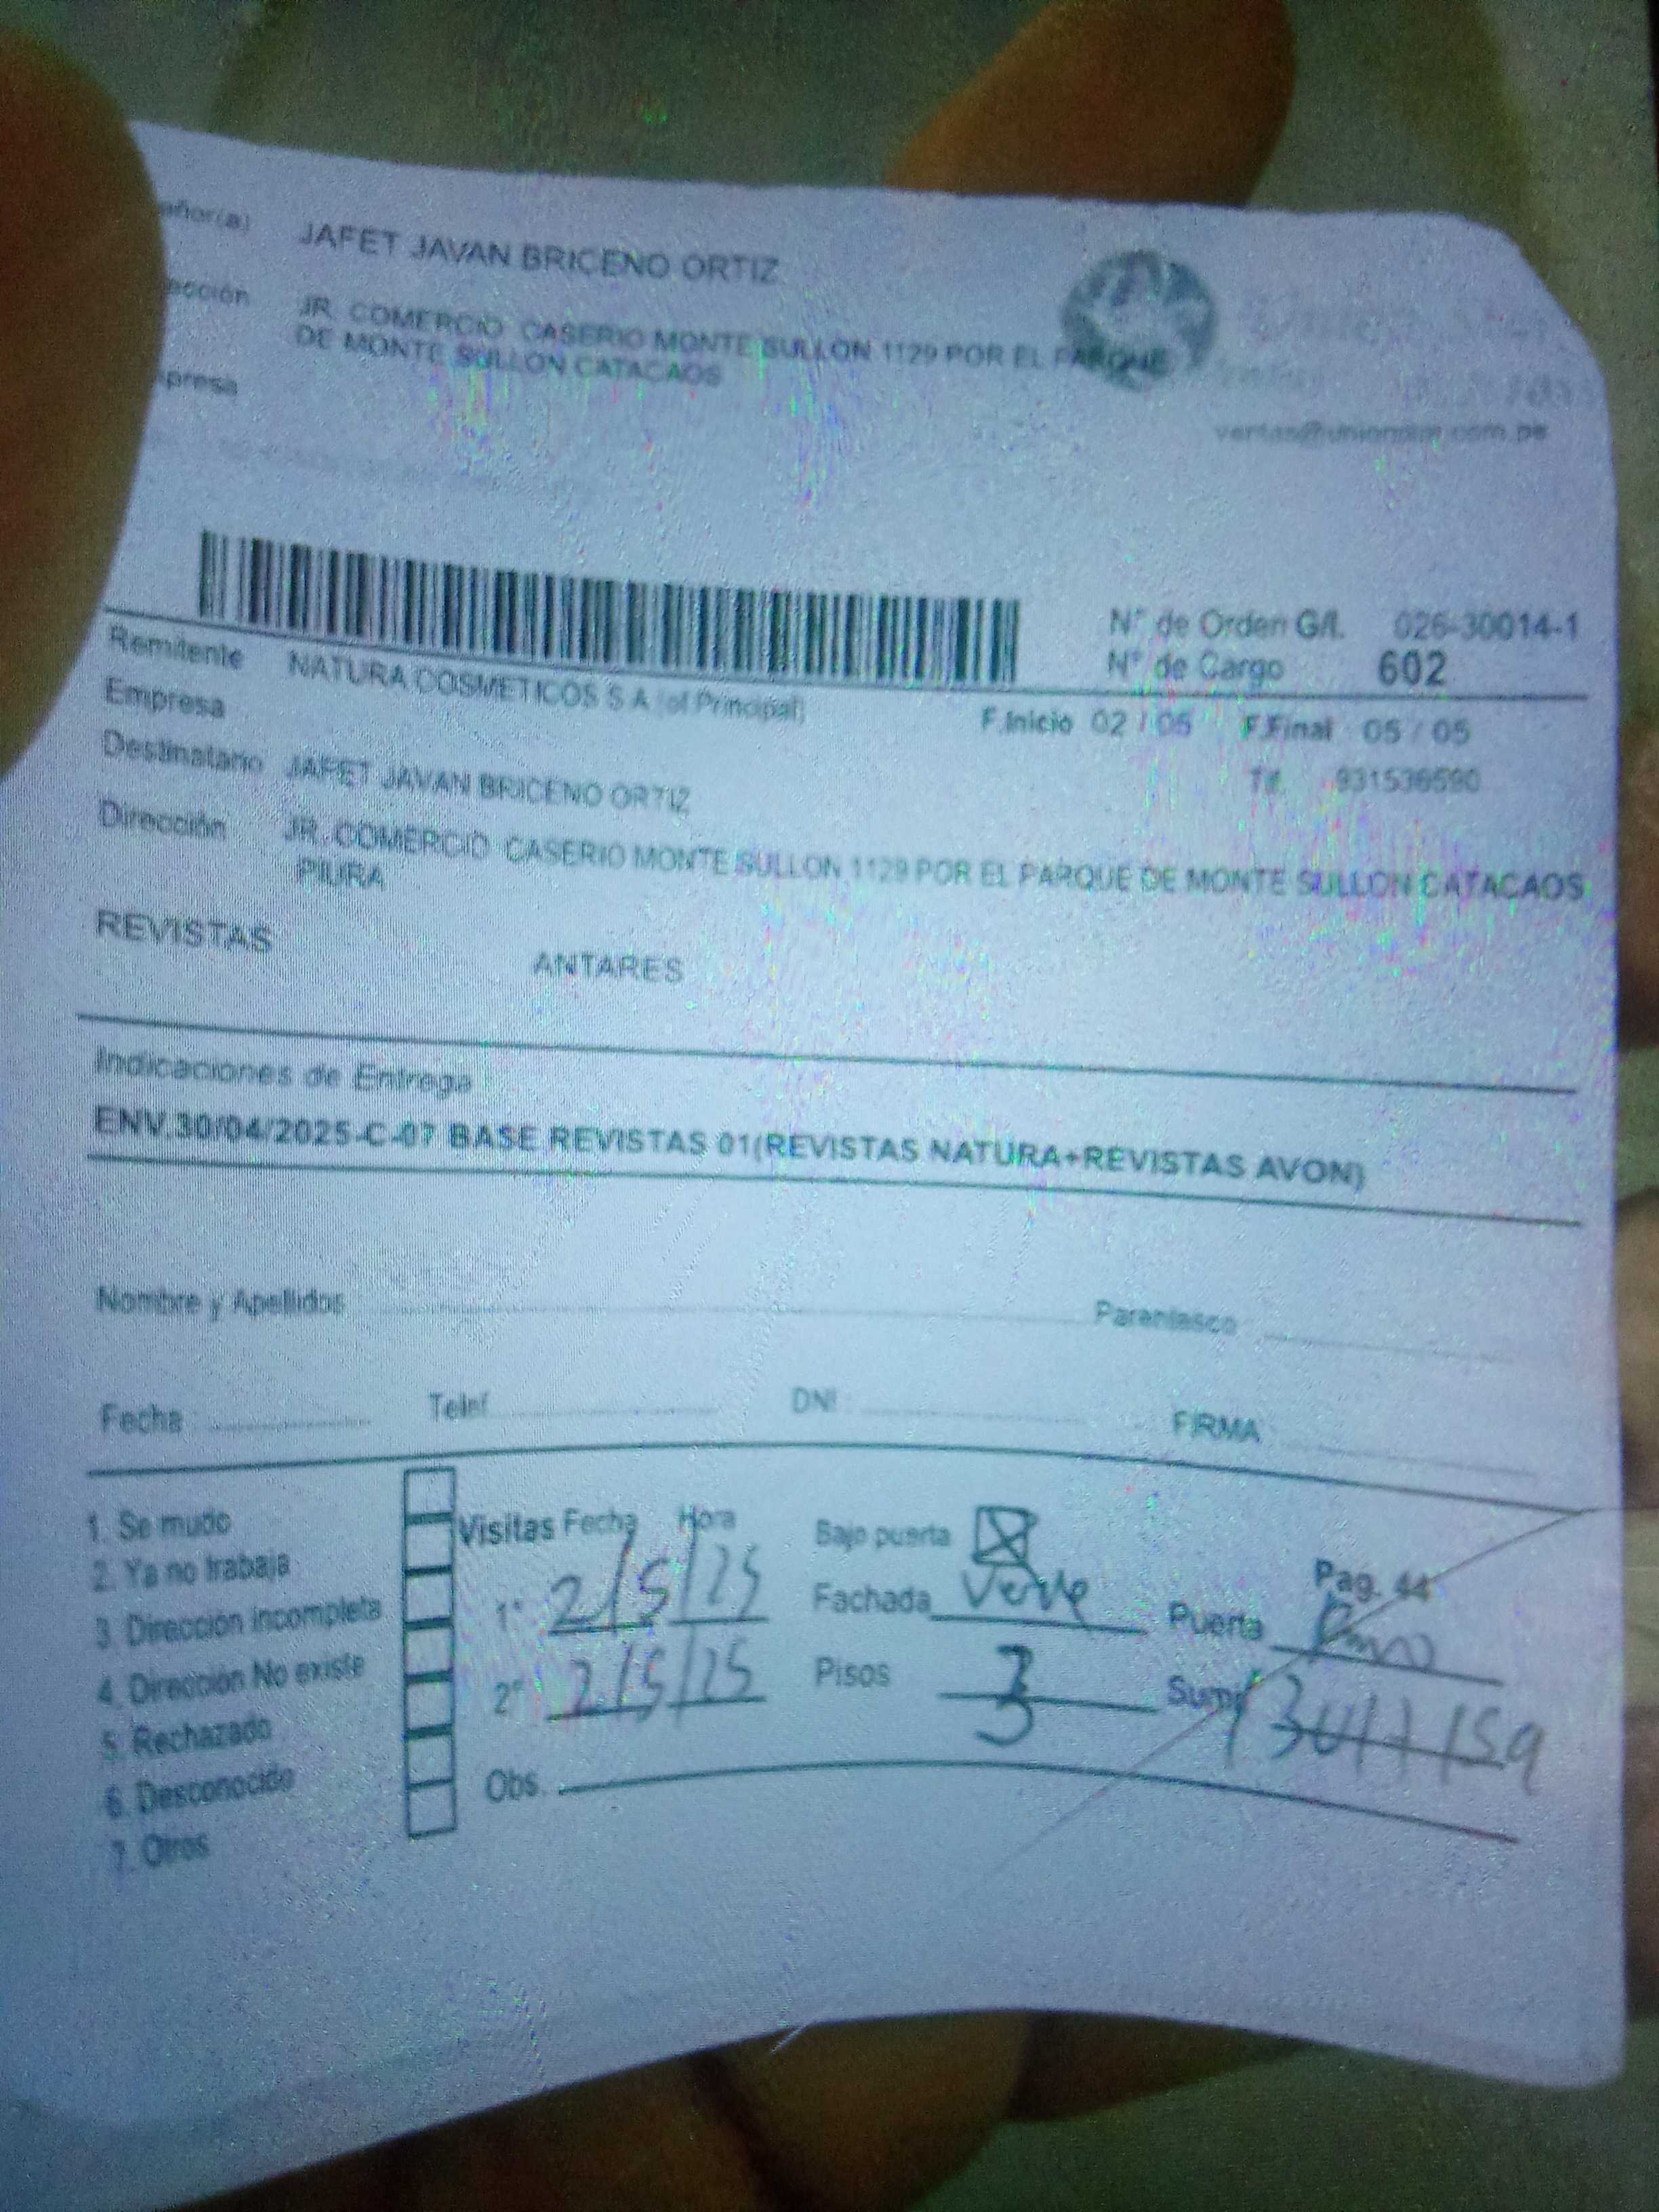 eñor(a) JAFET JAVAN BRICENO ORTIZ
ección JR. COMERCIO CASERIO MONTE SULLON 1129 POR EL PARQUE
DE MONTE SULLON CATACAOS
presa
N° de Orden G/l. 026-30014-1
N° de Cargo 602
Remitente NATURA COSMETICOS S A (of Principal)
Empresa F.Inicio 02 / 05 F.Final 05 / 05
Destinatario JAFET JAVAN BRICENO ORTIZ Tlf. 931536590
Dirección JR. COMERCIO CASERIO MONTE SULLON 1129 POR EL PARQUE DE MONTE SULLON CATACAOS
PIURA
REVISTAS ANTARES
Indicaciones de Entrega
ENV.30/04/2025-C-07 BASE REVISTAS 01(REVISTAS NATURA+REVISTAS AVON)
Nombre y Apellidos Parentesco
Fecha : Telef. DNI : FIRMA
1. Se mudo Visitas Fecha Hora Bajo puerta
2. Ya no trabaja 1° 2/5/25 Fachada Verde Pag. 44
3. Dirección incompleta Puerta
4. Dirección No existe 2° 2/5/25 Pisos 3 Sum
5. Rechazado
6. Desconocido Obs.
7. Otros